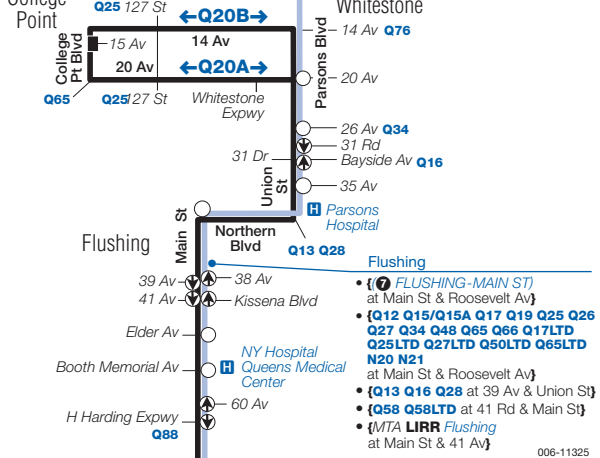 College
Point
Q25 127 St
←Q20B→
Whitestone
14 Av Q76
15 Av
14 Av
College
Pt Blvd
20 Av
←Q20A→
Parsons Blvd
20 Av
Q65
Q25 127 St
Whitestone
Expwy
26 Av Q34
31 Rd
31 Dr
Bayside Av Q16
Union
St
35 Av
H Parsons
Hospital
Main St
Northern
Blvd
Flushing
Q13 Q28
39 Av
38 Av
41 Av
Kissena Blvd
Elder Av
Booth Memorial Av
H NY Hospital
Queens Medical
Center
60 Av
H Harding Expwy
Q88
Flushing
• {(7 FLUSHING-MAIN ST)
at Main St & Roosevelt Av}
• {Q12 Q15/Q15A Q17 Q19 Q25 Q26
Q27 Q34 Q48 Q65 Q66 Q17LTD
Q25LTD Q27LTD Q50LTD Q65LTD
N20 N21
at Main St & Roosevelt Av}
• {Q13 Q16 Q28 at 39 Av & Union St}
• {Q58 Q58LTD at 41 Rd & Main St}
• {MTA LIRR Flushing
at Main St & 41 Av}
006-11325